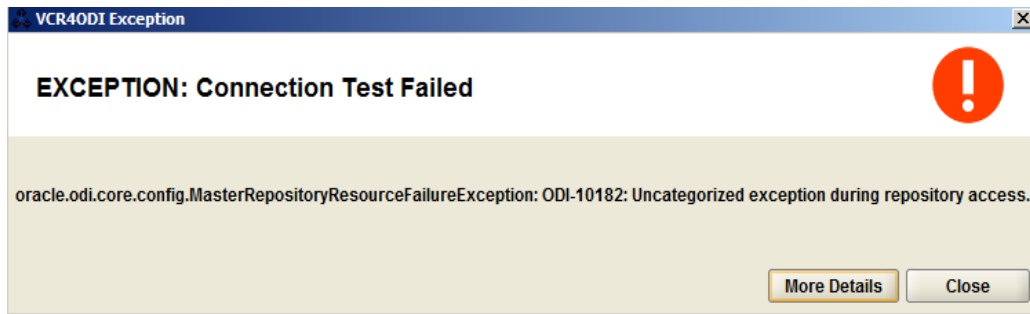 VCR4ODI Exception
EXCEPTION: Connection Test Failed
oracle.odi.core.config.MasterRepositoryResourceFailureException: ODI-10182: Uncategorized exception during repository access.
More Details
Close